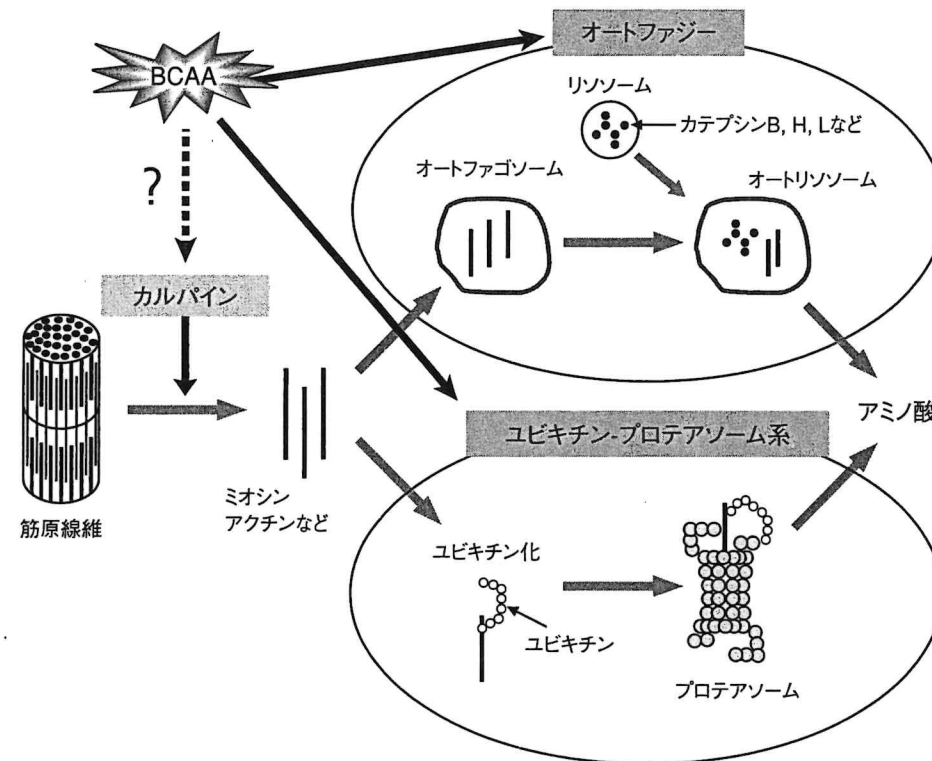 オートファジー
BCAA
リソソーム
カテプシンB, H, Lなど
オートファゴソーム
オートリソソーム
?
カルパイン
アミノ酸
ユビキチン-プロテアソーム系
ミオシン
アクチンなど
筋原線維
ユビキチン化
ユビキチン
プロテアソーム